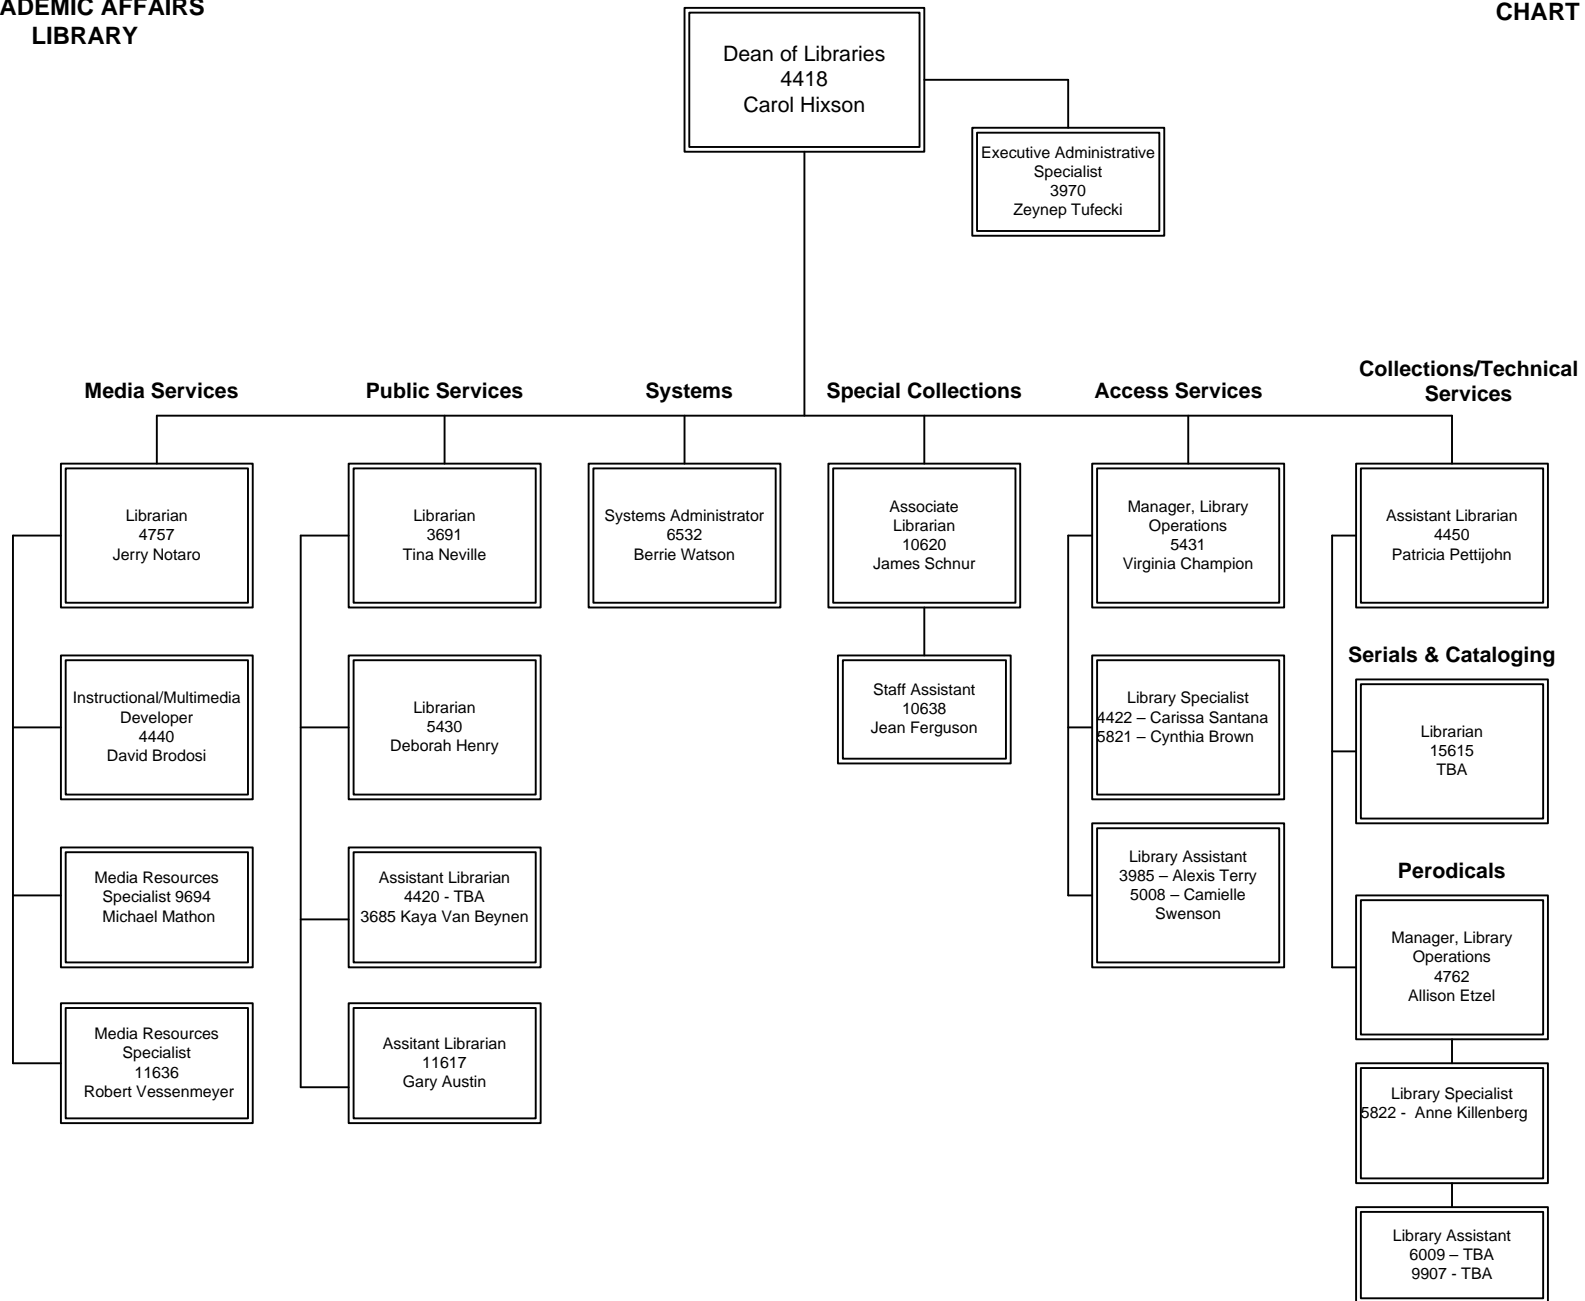 LIBRARY
CHART
Dean of Libraries
4418
Carol Hixson
Executive Administrative
Specialist
3970
Zeynep Tufecki
Media Services
Public Services
Systems
Special Collections
Access Services
Collections/Technical
Services
Librarian
4757
Jerry Notaro
Librarian
3691
Tina Neville
Systems Administrator
6532
Berrie Watson
Associate
Librarian
10620
James Schnur
Manager, Library
Operations
5431
Virginia Champion
Assistant Librarian
4450
Patricia Pettijohn
Instructional/Multimedia
Developer
4440
David Brodosi
Librarian
5430
Deborah Henry
Staff Assistant
10638
Jean Ferguson
Library Specialist
4422 – Carissa Santana
5821 – Cynthia Brown
Serials & Cataloging
Librarian
15615
TBA
Media Resources
Specialist 9694
Michael Mathon
Assistant Librarian
4420 - TBA
3685 Kaya Van Beynen
Library Assistant
3985 – Alexis Terry
5008 – Camielle
Swenson
Perodicals
Manager, Library
Operations
4762
Allison Etzel
Media Resources
Specialist
11636
Robert Vessenmeyer
Assitant Librarian
11617
Gary Austin
Library Specialist
5822 -  Anne Killenberg
Library Assistant
6009 – TBA
9907 - TBA